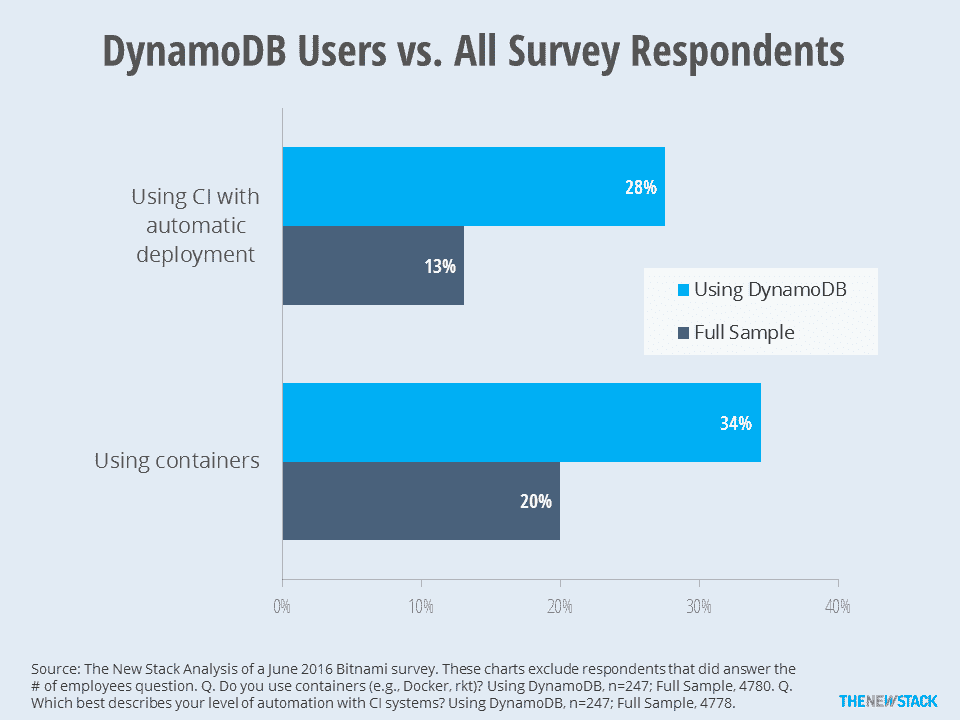 DynamoDB Users vs. All Survey Respondents
Using CI with
automatic
deployment
28%
13%
Using DynamoDB
Full Sample
Using containers
34%
20%
0% 10% 20% 30% 40%
Source: The New Stack Analysis of a June 2016 Bitnami survey. These charts exclude respondents that did answer the
# of employees question. Q. Do you use containers (e.g., Docker, rkt)? Using DynamoDB, n=247; Full Sample, 4780. Q.
Which best describes your level of automation with CI systems? Using DynamoDB, n=247; Full Sample, 4778.
THENEWSTACK